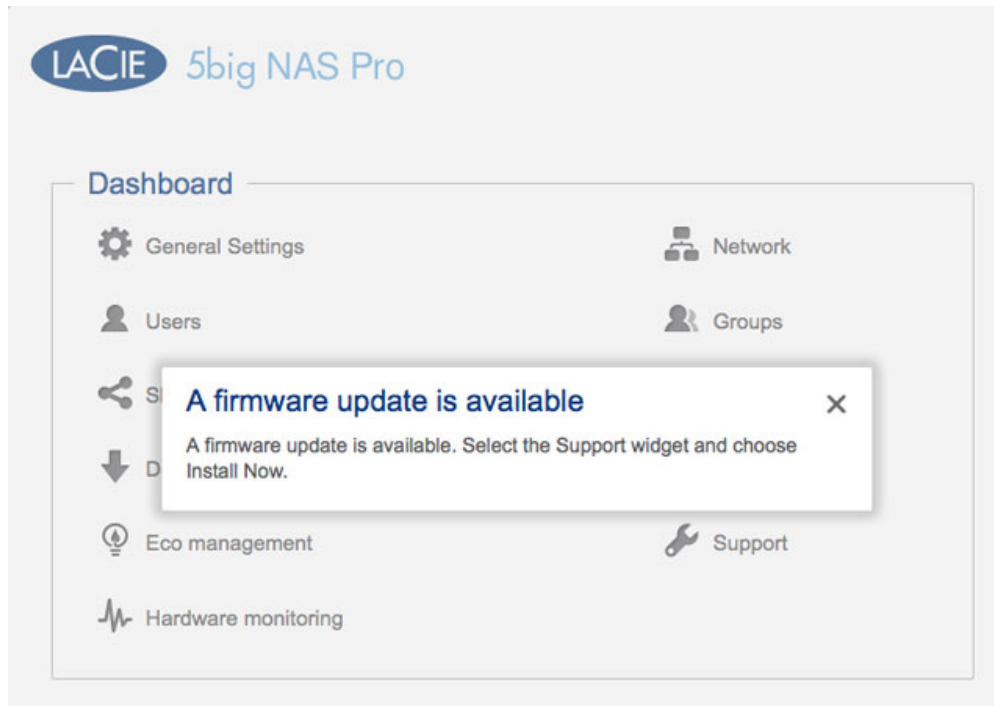 LACIE 5big NAS Pro
Dashboard
General Settings
Network
Users
Groups
A firmware update is available
A firmware update is available. Select the Support widget and choose
Install Now.
Eco management
Support
Hardware monitoring